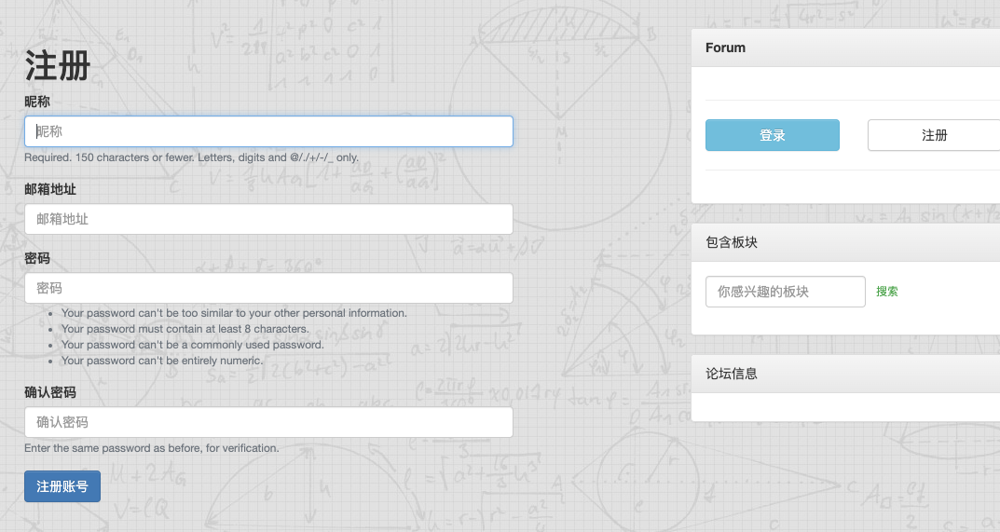 注册
昵称
昵称
Required. 150 characters or fewer. Letters, digits and @/./+/-/_ only.
邮箱地址
邮箱地址
密码
密码
Your password can't be too similar to your other personal information.
Your password must contain at least 8 characters.
Your password can't be a commonly used password.
Your password can't be entirely numeric.
确认密码
确认密码
Enter the same password as before, for verification.
注册账号
Forum
登录
注册
包含板块
你感兴趣的板块
搜索
论坛信息